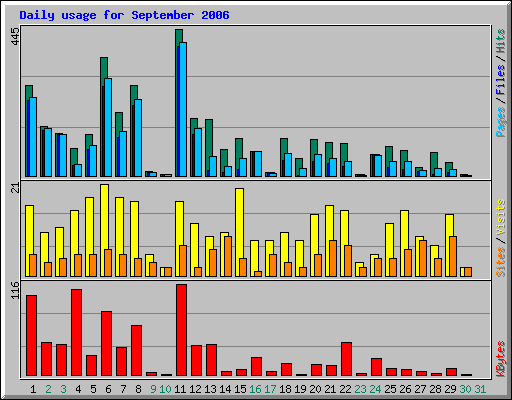 Daily usage for September 2006
445
Pages / Files / Hits
21
Sites / Visits
116
KBytes
1 2 3 4 5 6 7 8 9 10 11 12 13 14 15 16 17 18 19 20 21 22 23 24 25 26 27 28 29 30 31